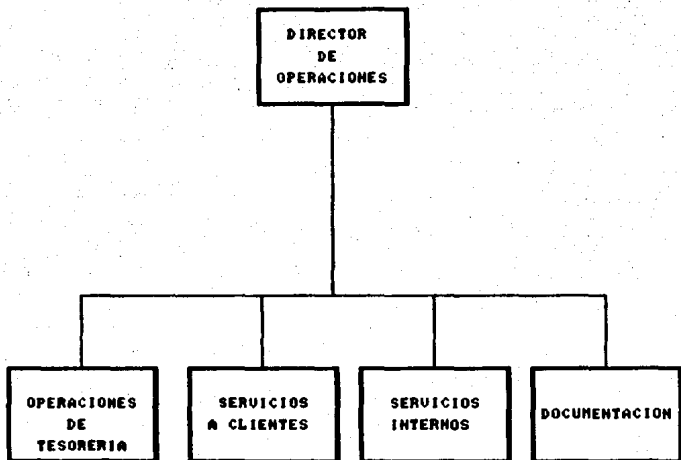 DIRECTOR
DE
OPERACIONES
OPERACIONES
DE
TESORERIA
SERVICIOS
A CLIENTES
SERVICIOS
INTERNOS
DOCUMENTACION